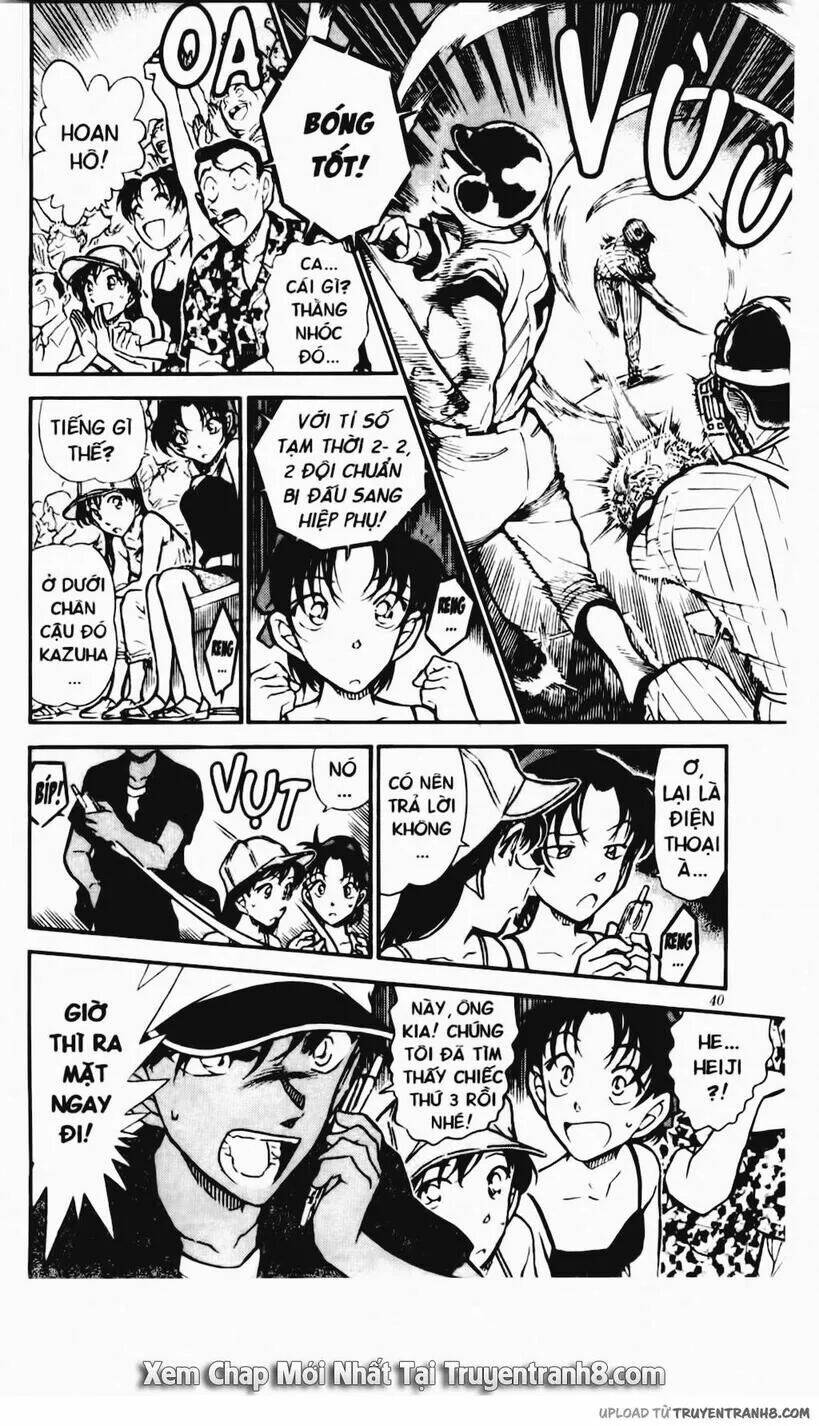 VÙ Ù
OA
BÓNG
TỐT!
HOAN
HÔ!
CA...
CÁI GÌ?
THẰNG
NHÓC
ĐÓ...
VỚI TỈ SỐ
TẠM THỜI 2- 2,
2 ĐỘI CHUẨN
BỊ ĐẤU SANG
HIỆP PHỤ!
RENG
...
TIẾNG GÌ
THẾ?
Ở DƯỚI
CHÂN
CẬU ĐÓ
KAZUHA
...
RENG
...
Ơ,
LẠI LÀ
ĐIỆN
THOẠI
À...
CÓ NÊN
TRẢ LỜI
KHÔNG
...
RENG
...
NÓ
...
VỤT
BÍP!
40
HE...
HEIJI
?!
NÀY, ÔNG
KIA! CHÚNG
TÔI ĐÃ TÌM
THẤY CHIẾC
THỨ 3 RỒI
NHÉ!
GIỜ
THÌ RA
MẶT
NGAY
ĐI!
Xem Chap Mới Nhất Tại Truyentranh8.com
UPLOAD TỪ TRUYENTRANH8.COM